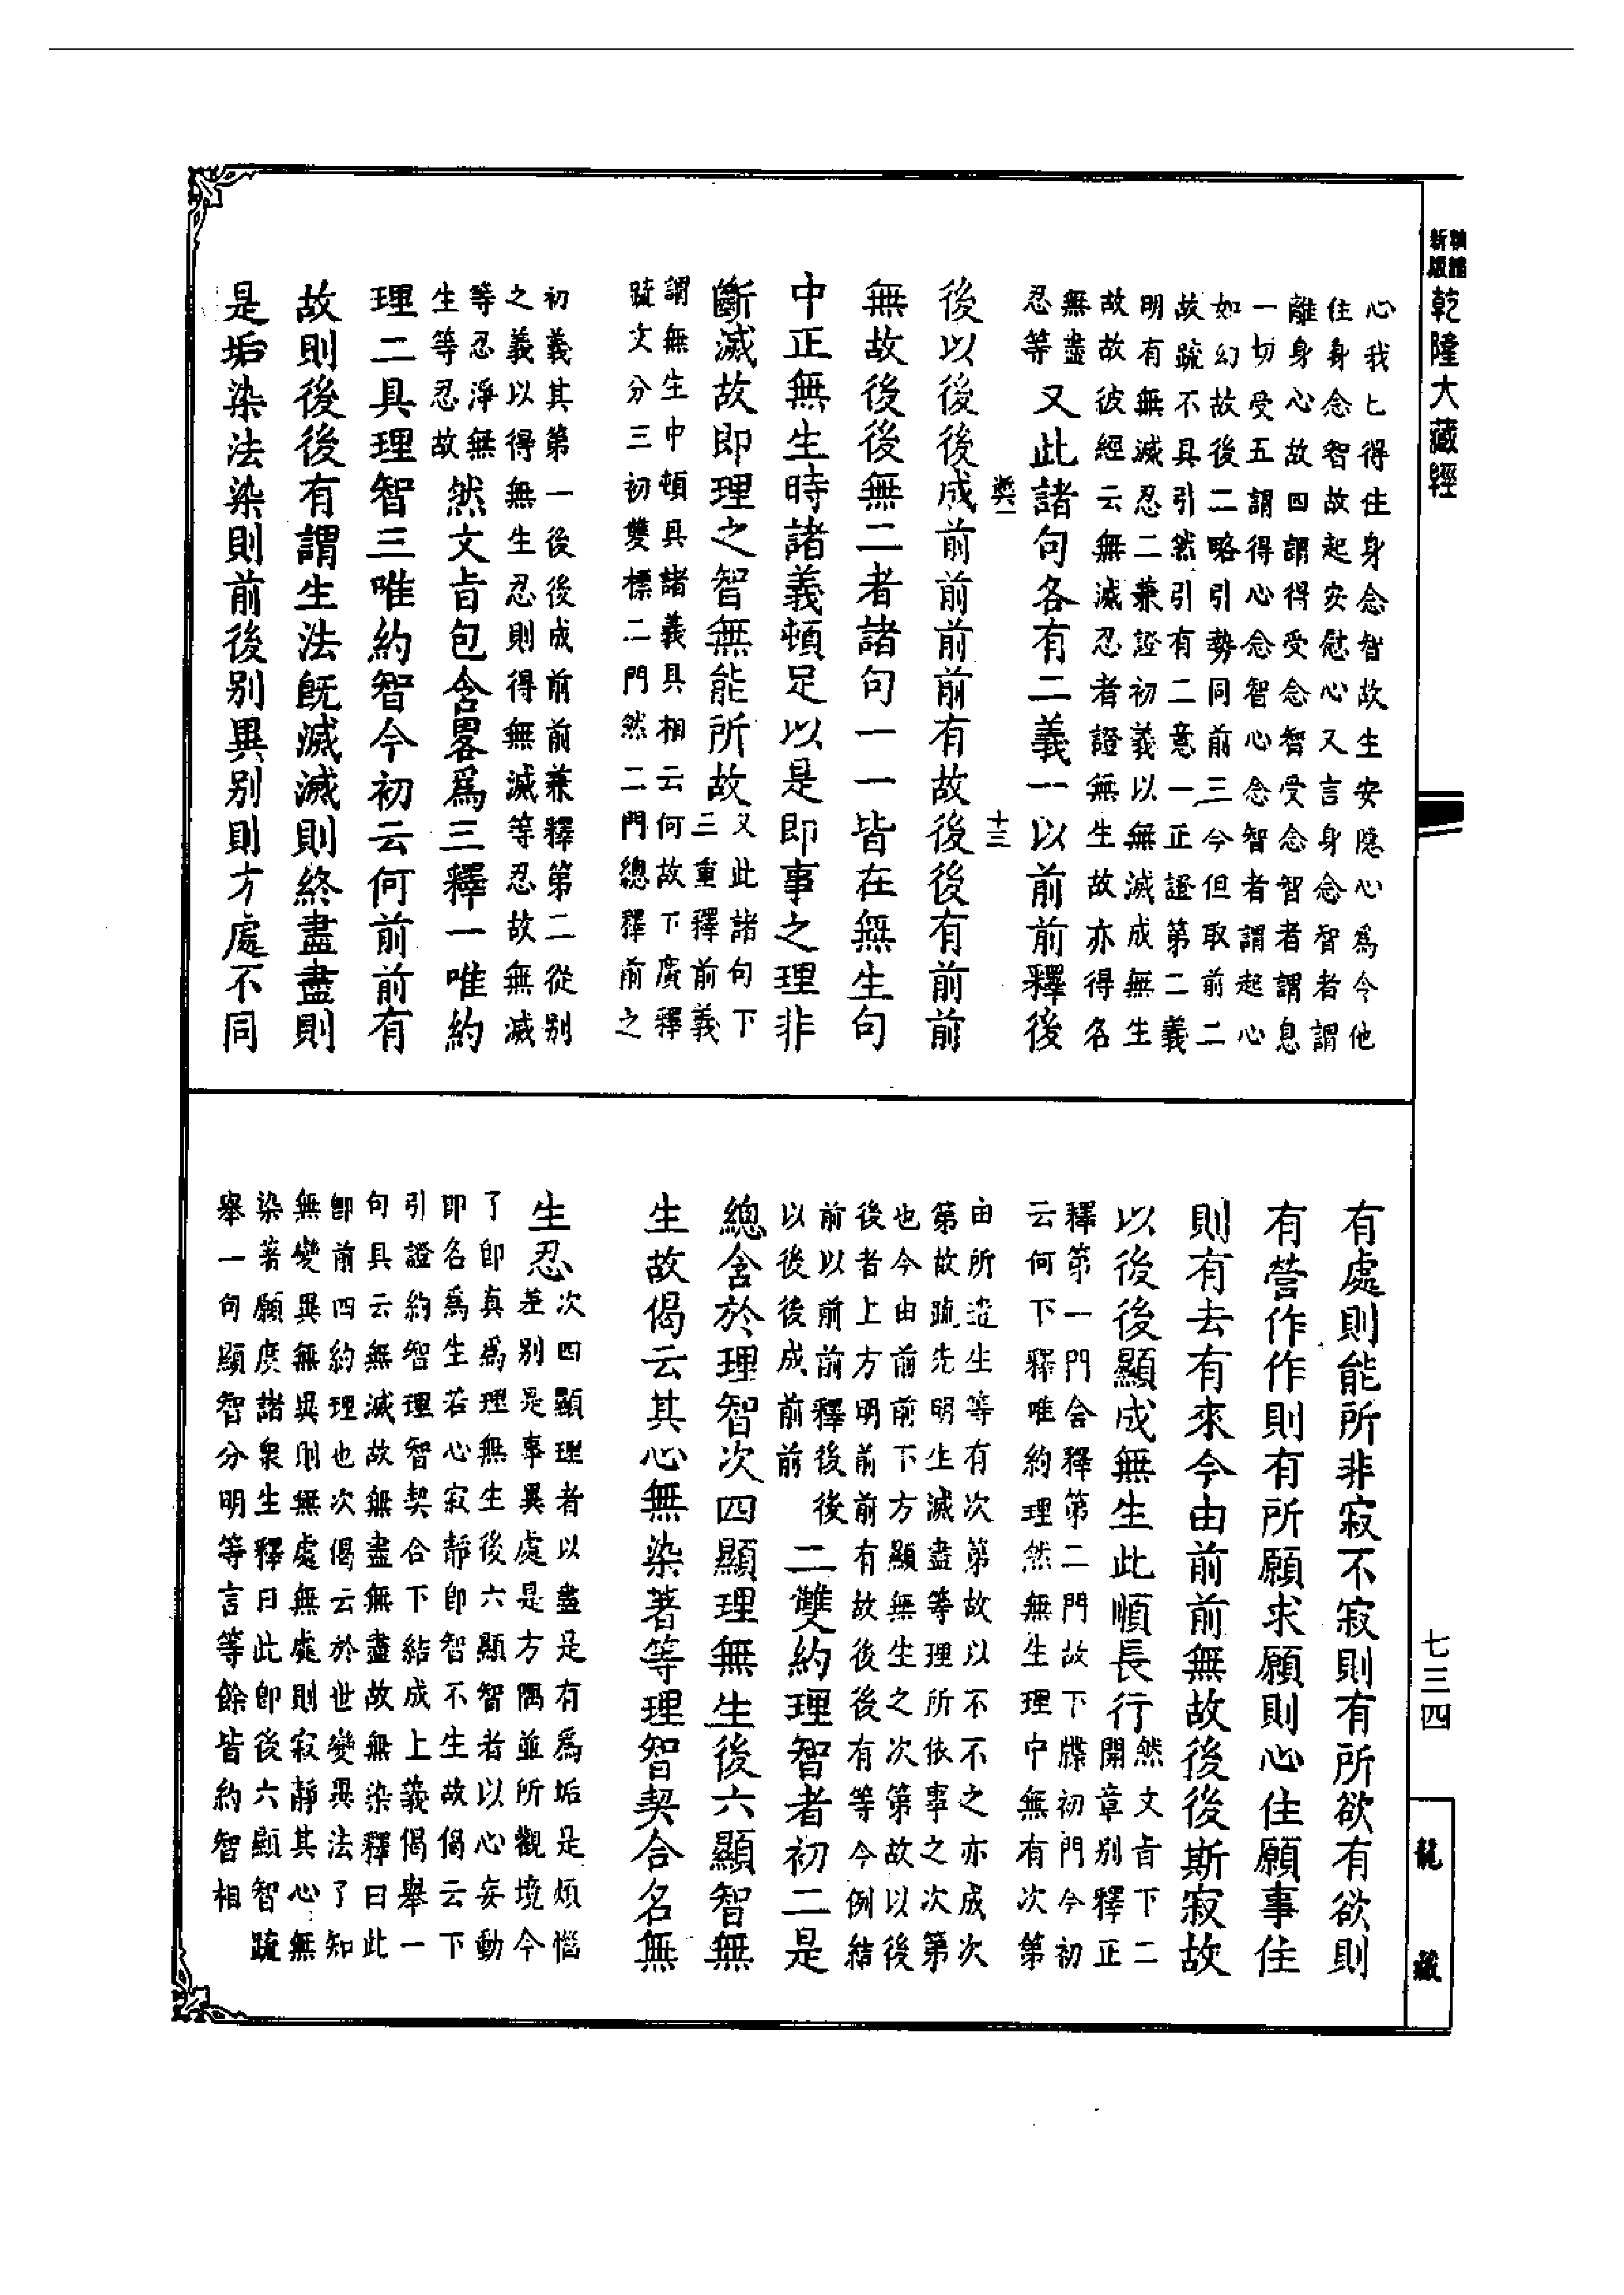 新版
乾隆大藏經
七三四
龍藏
心我匕得住身念智故生安隱心為今他
住身念智故起安慰心又言身念智者謂
離身心故四謂得受念智受念智者謂息
一切受五謂得心念智心念智者謂起心
如幻故後二略引勢同前三今但取前二
故疏不具引然引有二意一正證第二義
明有無滅忍二兼證初義以無滅成無生
故故彼經云無滅忍者證無生故亦得名
無盡
忍等
又此諸句各有二義一以前前釋後
奘一
十三
後以後後成前前前前有故後後有前前
無故後後無二者諸句一一皆在無生句
中正無生時諸義頓足以是即事之理非
斷滅故即理之智無能所故
又此諸句下
三重釋前義
謂無生中頓具諸義具相云何故下廣釋
疏文分三初雙標二門然二門總釋前之
初義其第一後後成前前兼釋第二從別
之義以得無生忍則得無滅等忍故無滅
等忍淨無
生等忍故
然文旨包含畧為三釋一唯約
理二具理智三唯約智今初云何前前有
故則後後有謂生法旣滅滅則終盡盡則
是垢染法染則前後別異別則方處不同
有處則能所非寂不寂則有所欲有欲則
有營作作則有所願求願則心住願事住
則有去有來今由前前無故後後斯寂故
以後後顯成無生此順長行
然文旨下二
開章別釋正
釋第一門含釋第二門故下牒初門今初
云何下釋唯約理然無生理中無有次第
由所造生等有次第故以不不之亦成次
第故疏先明生滅盡等理所依事之次第
也今由前前下方顯無生之次第故以後
後者上方明前前有故後後有等今例結
前以前前釋後後
以後後成前前
二雙約理智者初二是
總含於理智次四顯理無生後六顯智無
生故偈云其心無染著等理智契合名無
生忍
次四顯理者以盡是有為垢是煩惱
差別是事異處是方隅並所觀境今
了即真為理無生後六顯智者以心妄動
即名為生若心寂靜即智不生故偈云下
引證約智理智契合下結成上義偈舉一
句具云無滅故無盡無盡故無染釋曰此
即前四約理也次偈云於世變異法了知
無變異無異則無處無處則寂靜其心無
染著願度諸衆生釋曰此即後六顯智疏
舉一句顯智分明等言等餘皆約智相